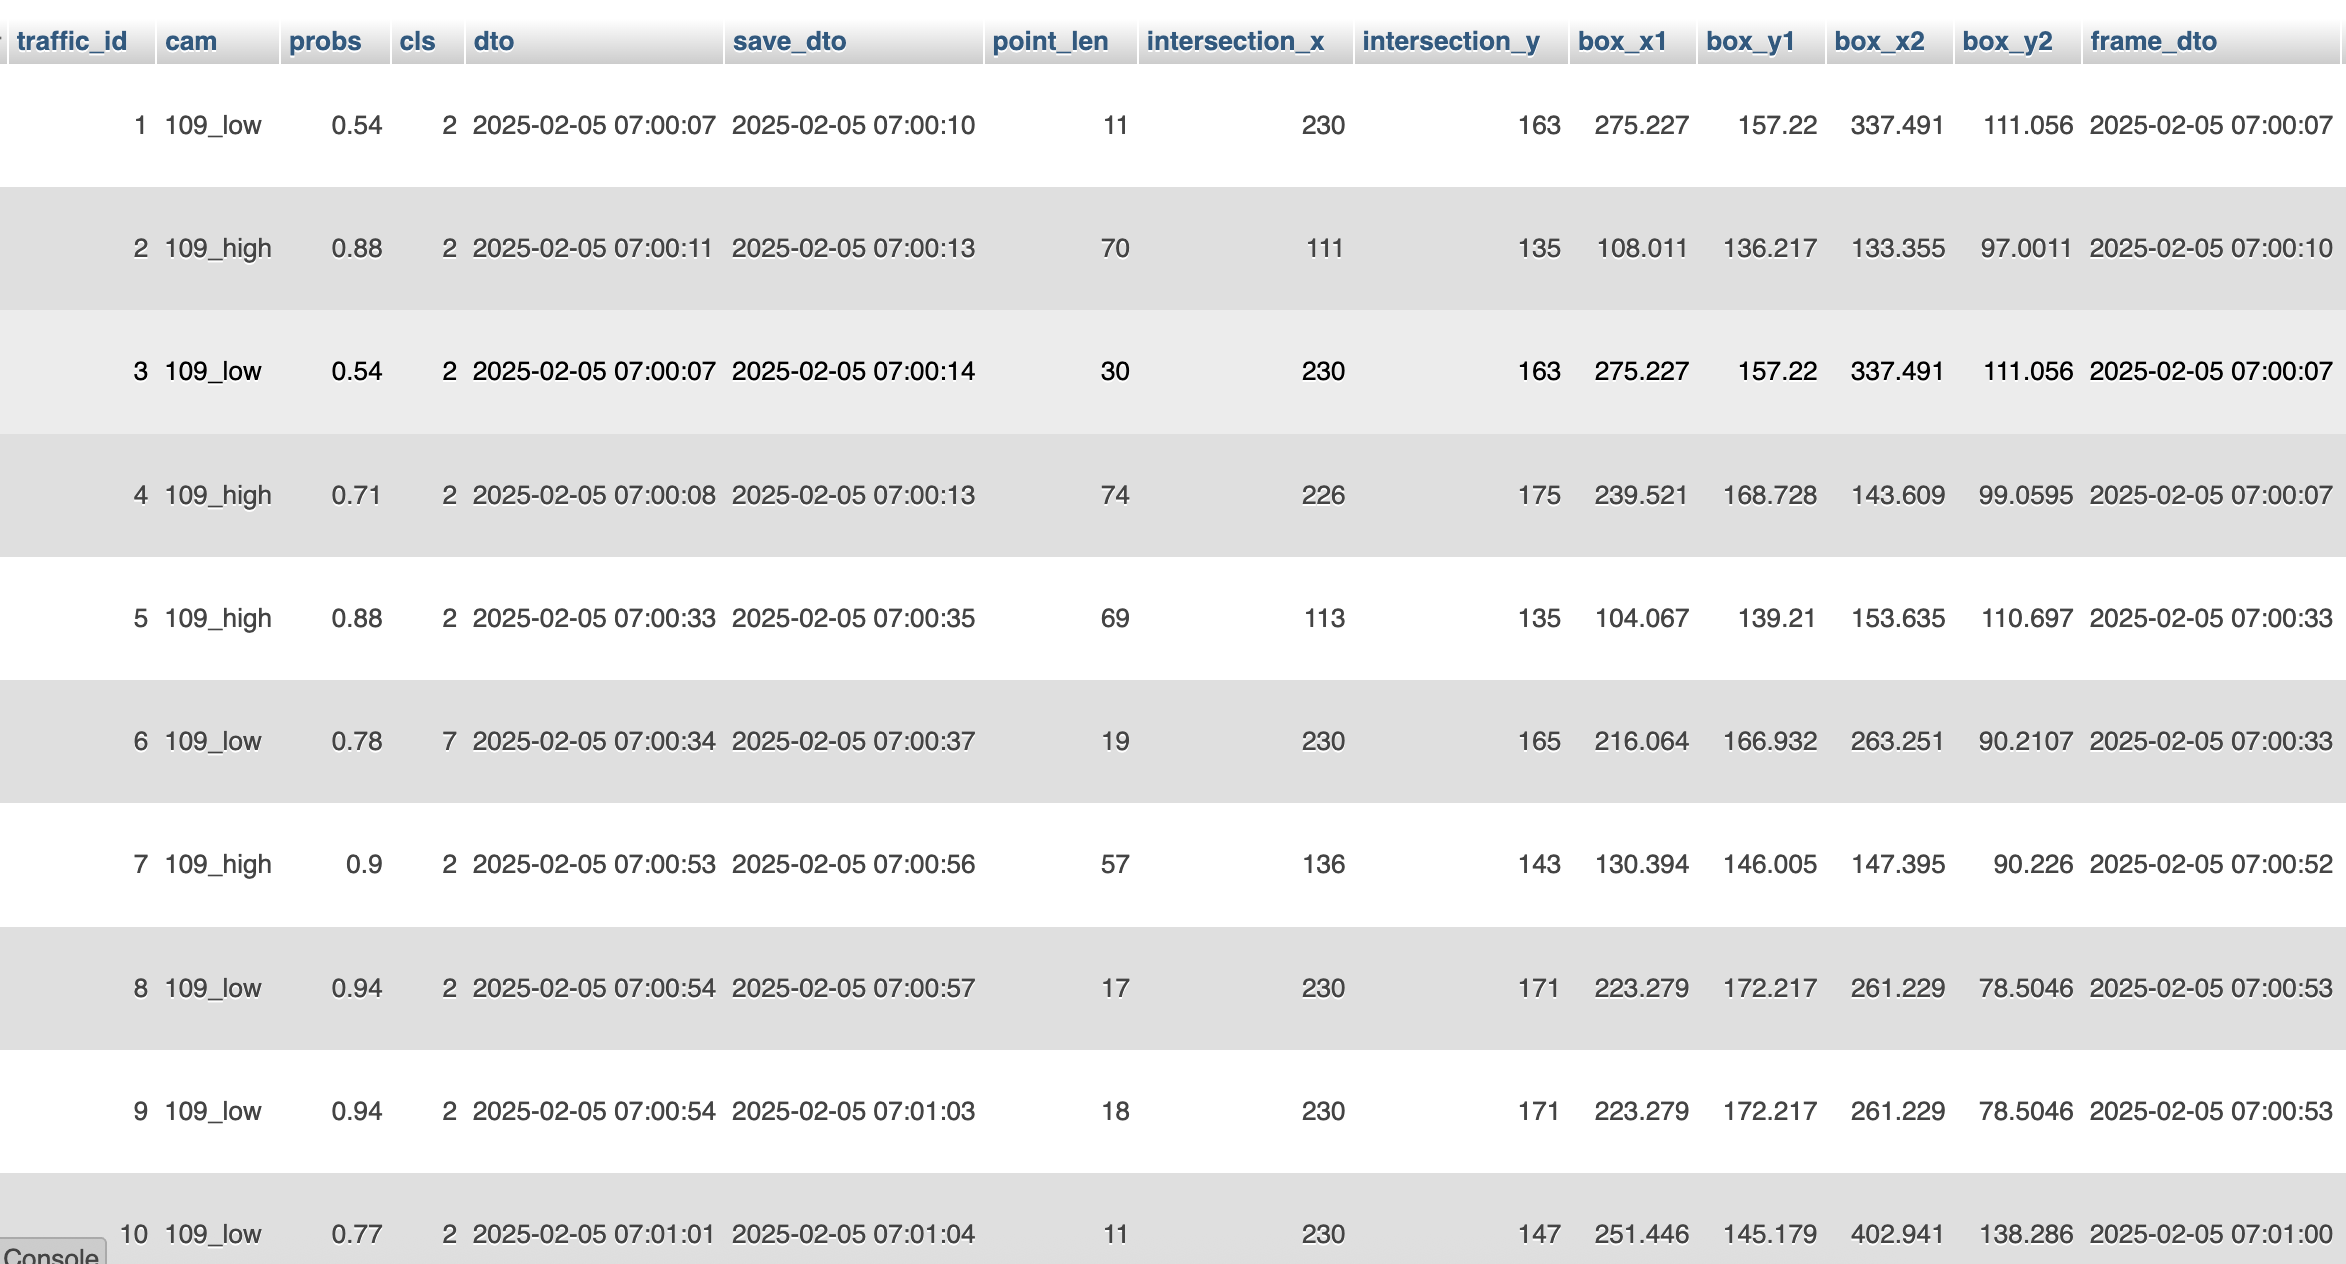 traffic_id cam probs cls dto save_dto point_len intersection_x intersection_y box_x1 box_y1 box_x2 box_y2 frame_dto
1 109_low 0.54 2 2025-02-05 07:00:07 2025-02-05 07:00:10 11 230 163 275.227 157.22 337.491 111.056 2025-02-05 07:00:07
2 109_high 0.88 2 2025-02-05 07:00:11 2025-02-05 07:00:13 70 111 135 108.011 136.217 133.355 97.0011 2025-02-05 07:00:10
3 109_low 0.54 2 2025-02-05 07:00:07 2025-02-05 07:00:14 30 230 163 275.227 157.22 337.491 111.056 2025-02-05 07:00:07
4 109_high 0.71 2 2025-02-05 07:00:08 2025-02-05 07:00:13 74 226 175 239.521 168.728 143.609 99.0595 2025-02-05 07:00:07
5 109_high 0.88 2 2025-02-05 07:00:33 2025-02-05 07:00:35 69 113 135 104.067 139.21 153.635 110.697 2025-02-05 07:00:33
6 109_low 0.78 7 2025-02-05 07:00:34 2025-02-05 07:00:37 19 230 165 216.064 166.932 263.251 90.2107 2025-02-05 07:00:33
7 109_high 0.9 2 2025-02-05 07:00:53 2025-02-05 07:00:56 57 136 143 130.394 146.005 147.395 90.226 2025-02-05 07:00:52
8 109_low 0.94 2 2025-02-05 07:00:54 2025-02-05 07:00:57 17 230 171 223.279 172.217 261.229 78.5046 2025-02-05 07:00:53
9 109_low 0.94 2 2025-02-05 07:00:54 2025-02-05 07:01:03 18 230 171 223.279 172.217 261.229 78.5046 2025-02-05 07:00:53
10 109_low 0.77 2 2025-02-05 07:01:01 2025-02-05 07:01:04 11 230 147 251.446 145.179 402.941 138.286 2025-02-05 07:01:00
Console